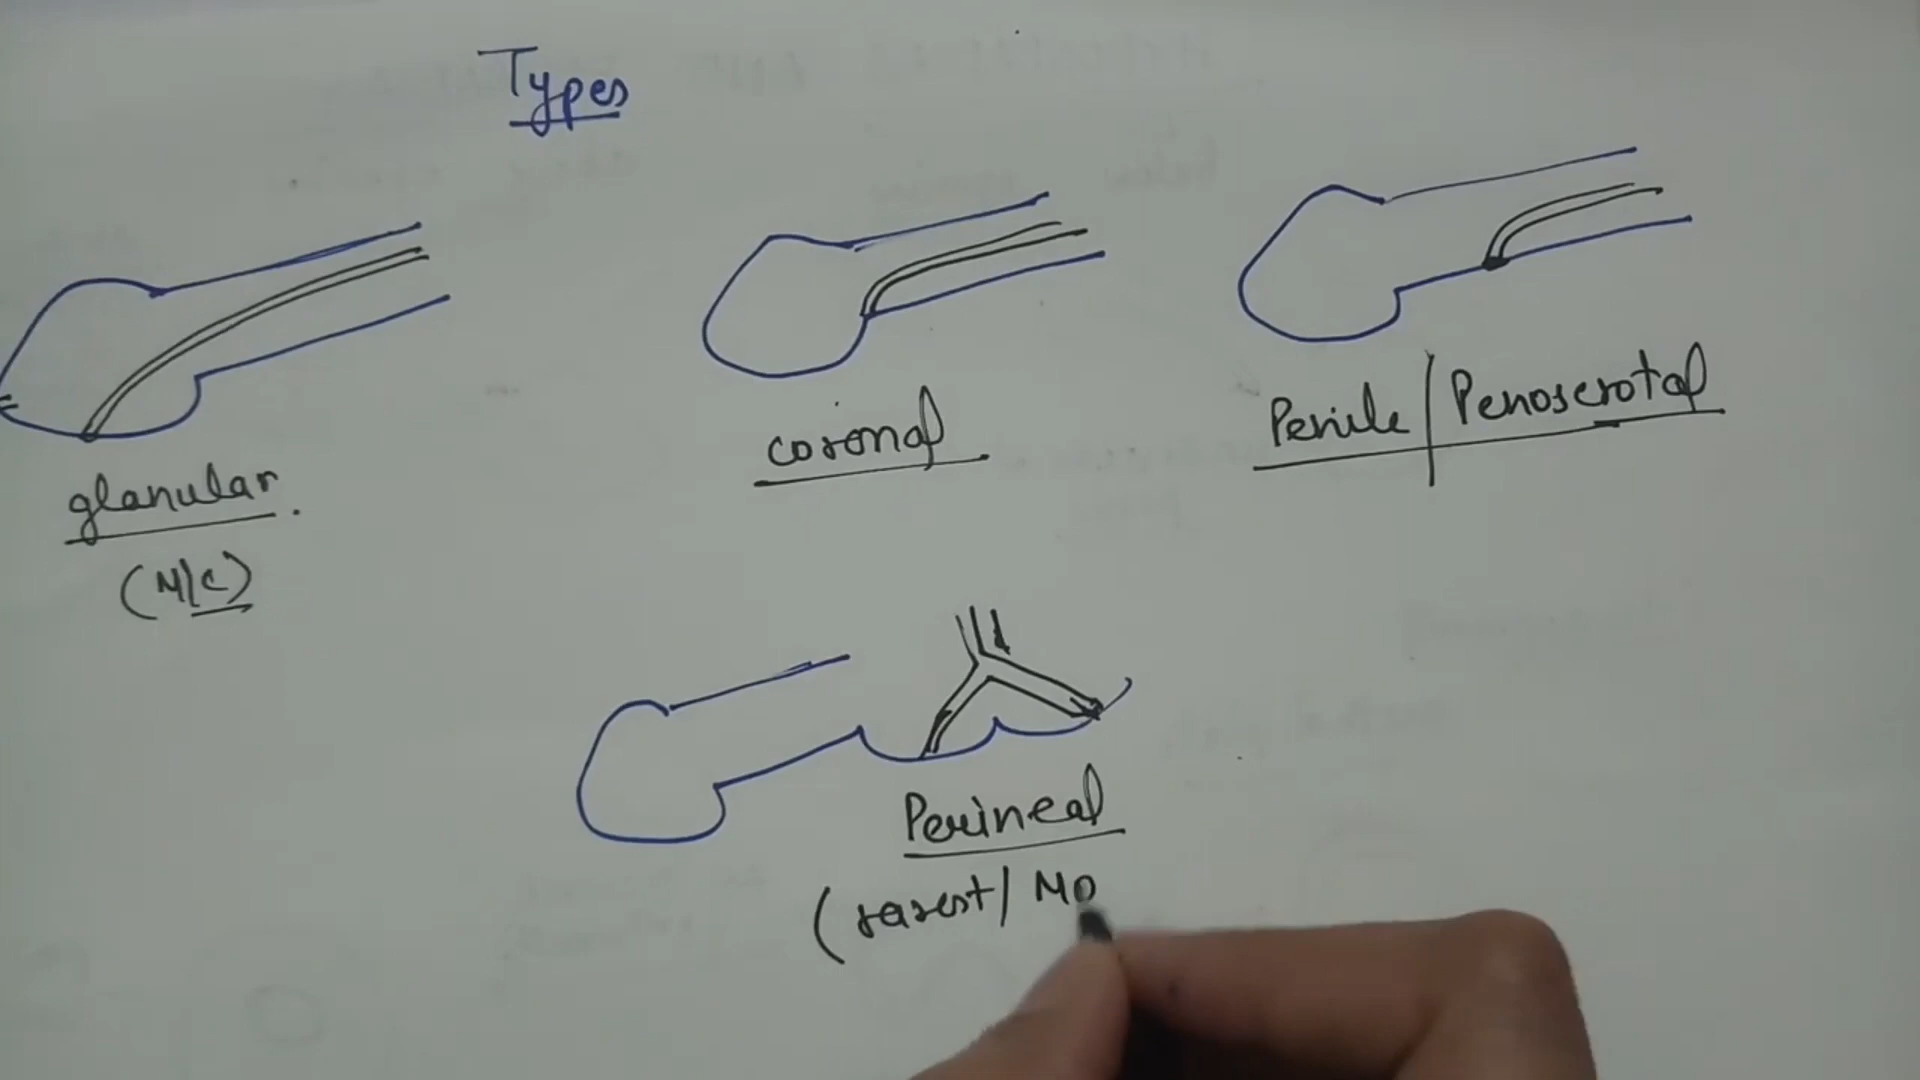 Types
glanular.
(M/C)
coronal
Penile/Penoscrotal
Perineal
(rarest/ Mo